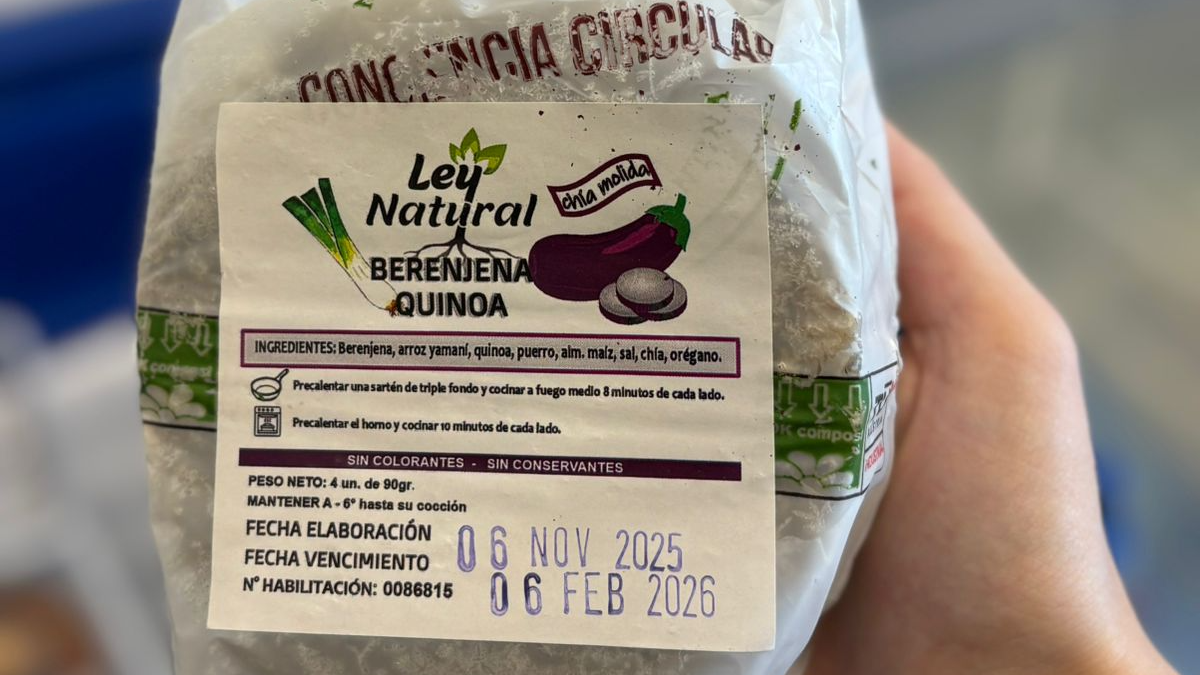 CIRCULAR
Ley
Natural
chía molida
BERENJENA
QUINOA
INGREDIENTES: Berenjena, arroz yamaní, quinoa, puerro, alm. maíz, sal, chía, orégano.
Precalentar una sartén de triple fondo y cocinar a fuego medio 8 minutos de cada lado.
Precalentar el horno y cocinar 10 minutos de cada lado.
SIN COLORANTES - SIN CONSERVANTES
PESO NETO: 4 un. de 90gr.
MANTENER A - 6° hasta su cocción
FECHA ELABORACIÓN 06 NOV 2025
FECHA VENCIMIENTO 06 FEB 2026
N° HABILITACIÓN: 0086815